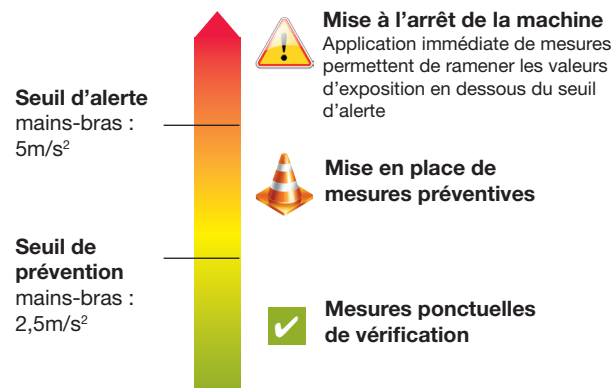 Mise à l'arrêt de la machine
Application immédiate de mesures
permettent de ramener les valeurs
d'exposition en dessous du seuil
d'alerte
Seuil d'alerte
mains-bras :
5m/s²
Mise en place de
mesures préventives
Seuil de
prévention
mains-bras :
2,5m/s²
Mesures ponctuelles
de vérification